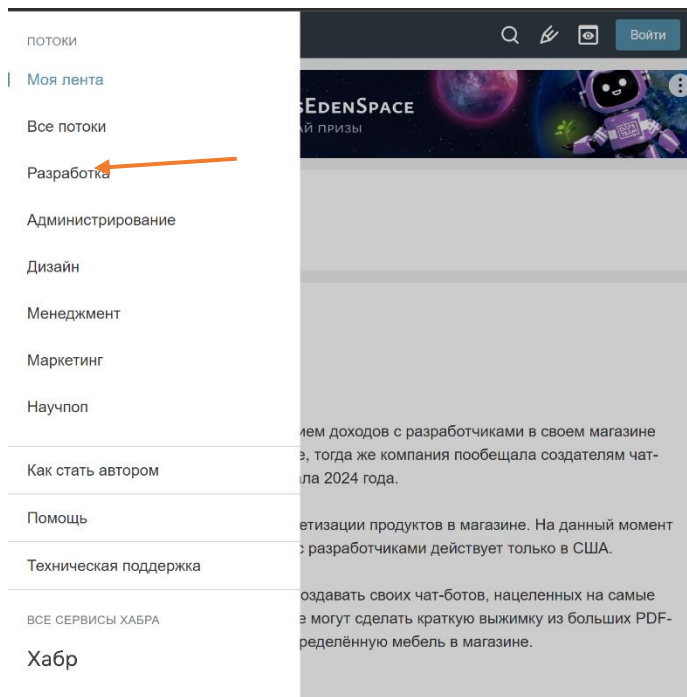 ПОТОКИ
Моя лента
Все потоки
Разработка
Администрирование
Дизайн
Менеджмент
Маркетинг
Научпоп
Как стать автором
Помощь
Техническая поддержка
ВСЕ СЕРВИСЫ ХАБРА
Хабр
Войти
sEdenSpace
ай призы
ием доходов с разработчиками в своем магазине
е, тогда же компания пообещала создателям чат-
ла 2024 года.
етизации продуктов в магазине. На данный момент
с разработчиками действует только в США.
оздавать своих чат-ботов, нацеленных на самые
е могут сделать краткую выжимку из больших PDF-
ределённую мебель в магазине.